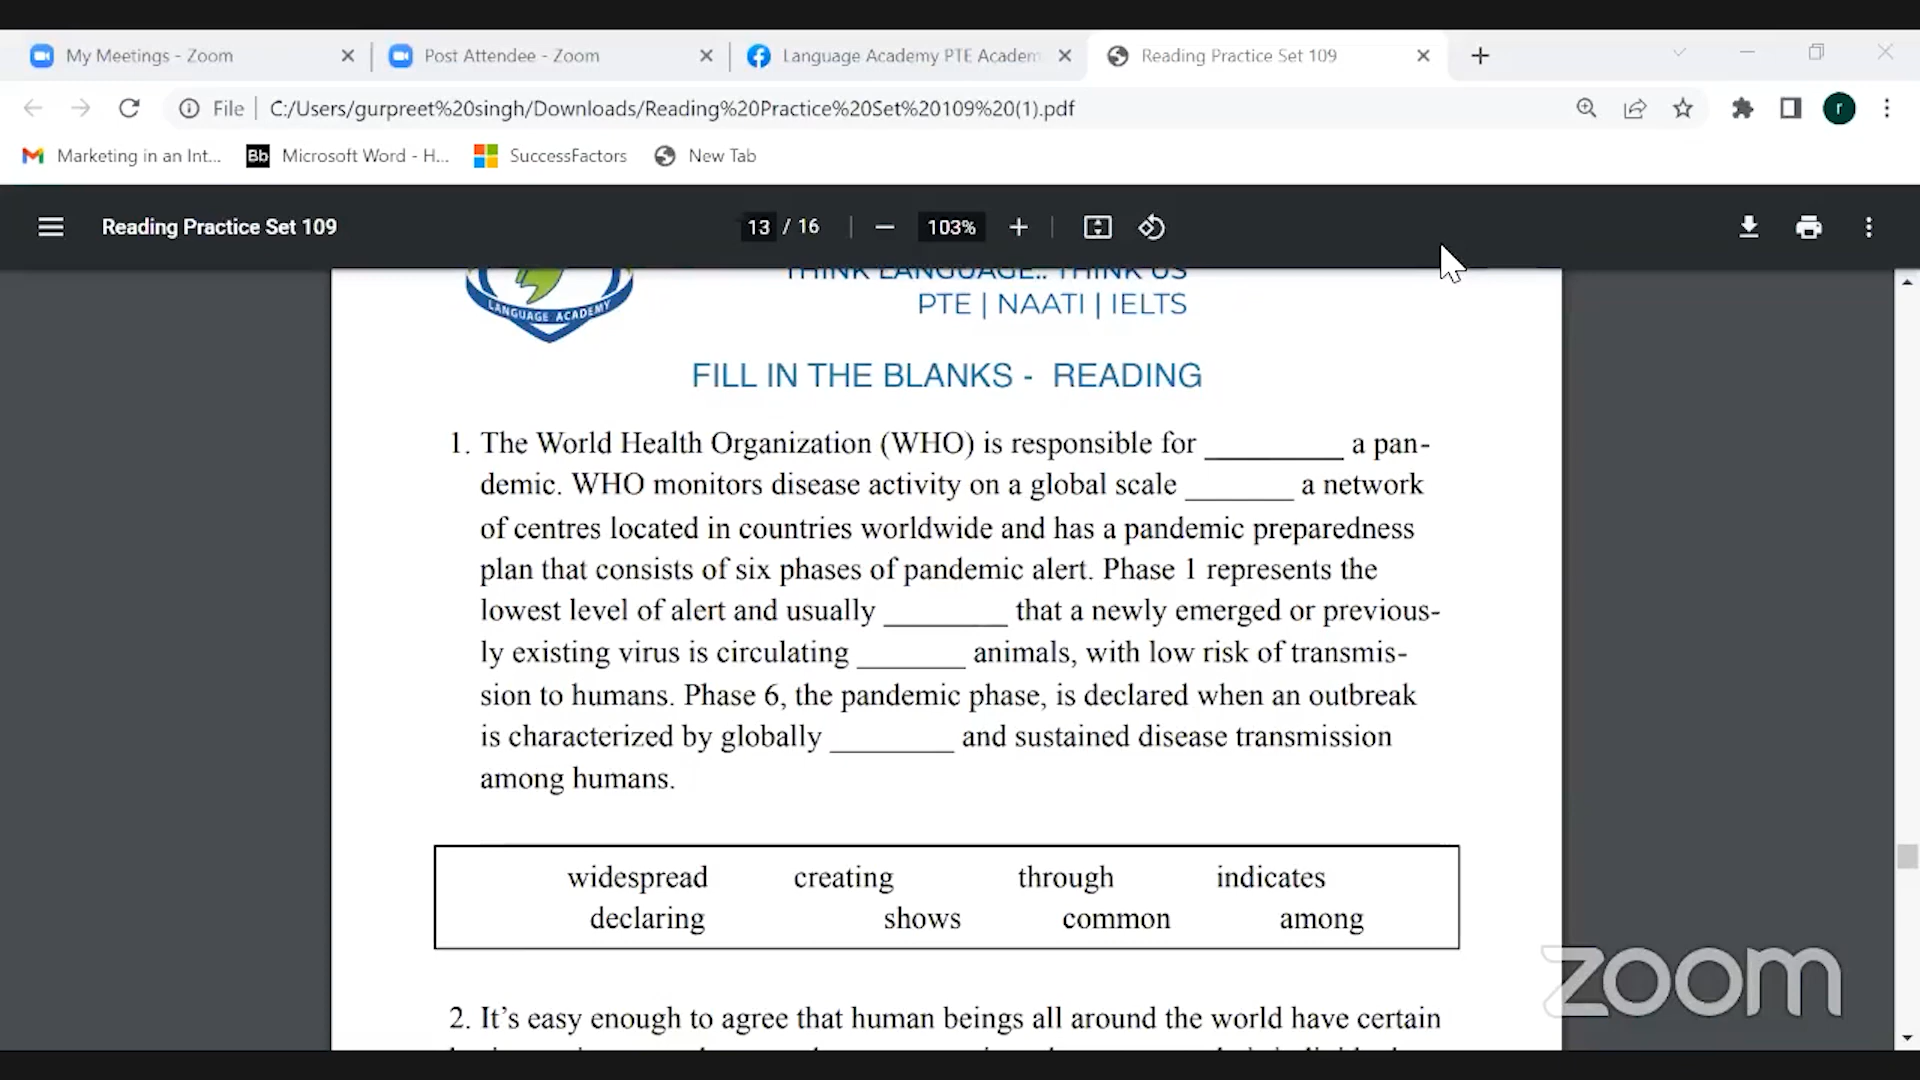 My Meetings - Zoom
Post Attendee - Zoom
Language Academy PTE Academ
Reading Practice Set 109
File
C:/Users/gurpreet%20singh/Downloads/Reading%20Practice%20Set%20109%20(1).pdf
r
Marketing in an Int...
Bb Microsoft Word - H...
SuccessFactors
New Tab
Reading Practice Set 109
13 / 16
103%
LANGUAGE ACADEMY
THINK LANGUAGE.. THINK US
PTE | NAATI | IELTS
FILL IN THE BLANKS - READING
1. The World Health Organization (WHO) is responsible for _________ a pan-
demic. WHO monitors disease activity on a global scale _______ a network
of centres located in countries worldwide and has a pandemic preparedness
plan that consists of six phases of pandemic alert. Phase 1 represents the
lowest level of alert and usually ________ that a newly emerged or previous-
ly existing virus is circulating _______ animals, with low risk of transmis-
sion to humans. Phase 6, the pandemic phase, is declared when an outbreak
is characterized by globally ________ and sustained disease transmission
among humans.
widespread creating through indicates
declaring shows common among
zoom
2. It's easy enough to agree that human beings all around the world have certain